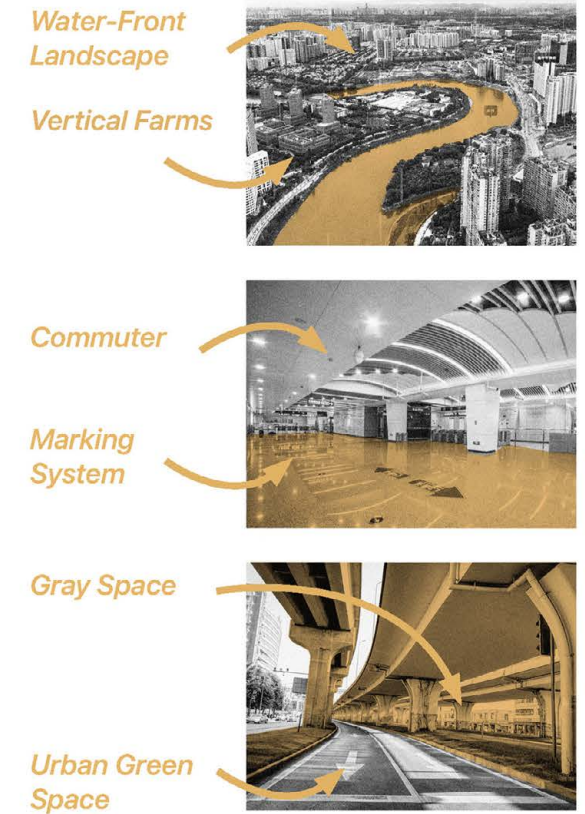 Water-Front
Landscape
Vertical Farms
Commuter
Marking
System
Gray Space
Urban Green
Space